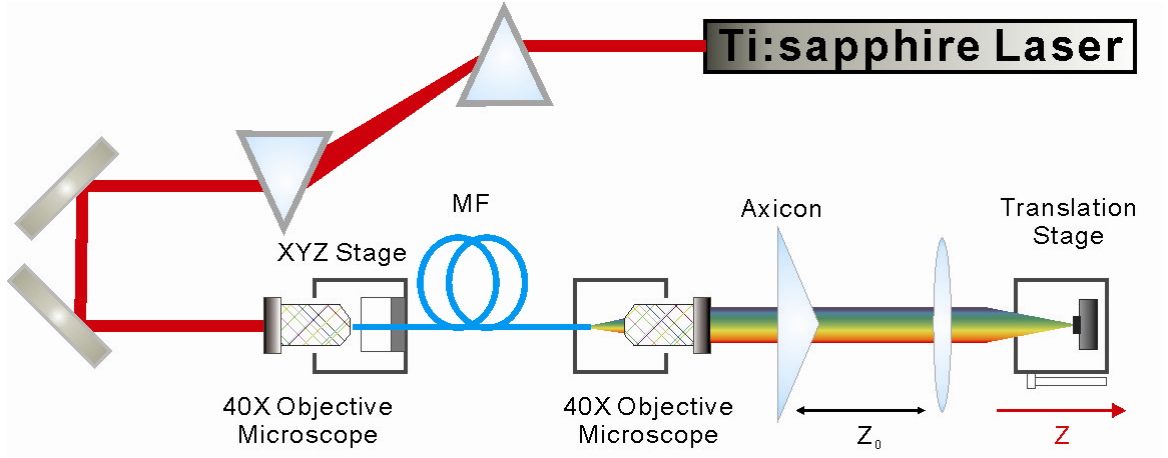 Ti:sapphire Laser
MF
Axicon
Translation
Stage
XYZ Stage
40X Objective
Microscope
40X Objective
Microscope
Z₀
Z